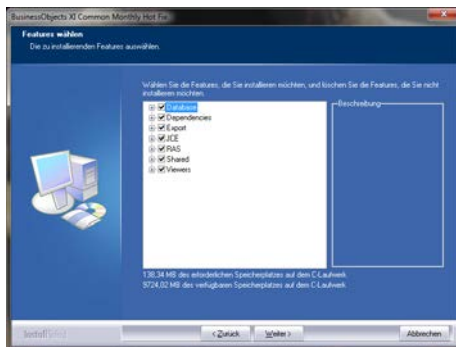 BusinessObjects XI Common Monthly Hot Fix
Features wählen
Die zu installierenden Features auswählen.
Wählen Sie die Features, die Sie installieren möchten, und löschen Sie die Features, die Sie nicht
installieren möchten.
Database
Dependencies
Export
JCE
RAS
Shared
Viewers
Beschreibung
138,34 MB des erforderlichen Speicherplatzes auf dem C-Laufwerk
9724,02 MB des verfügbaren Speicherplatzes auf dem C-Laufwerk
InstallShield
< Zurück
Weiter >
Abbrechen